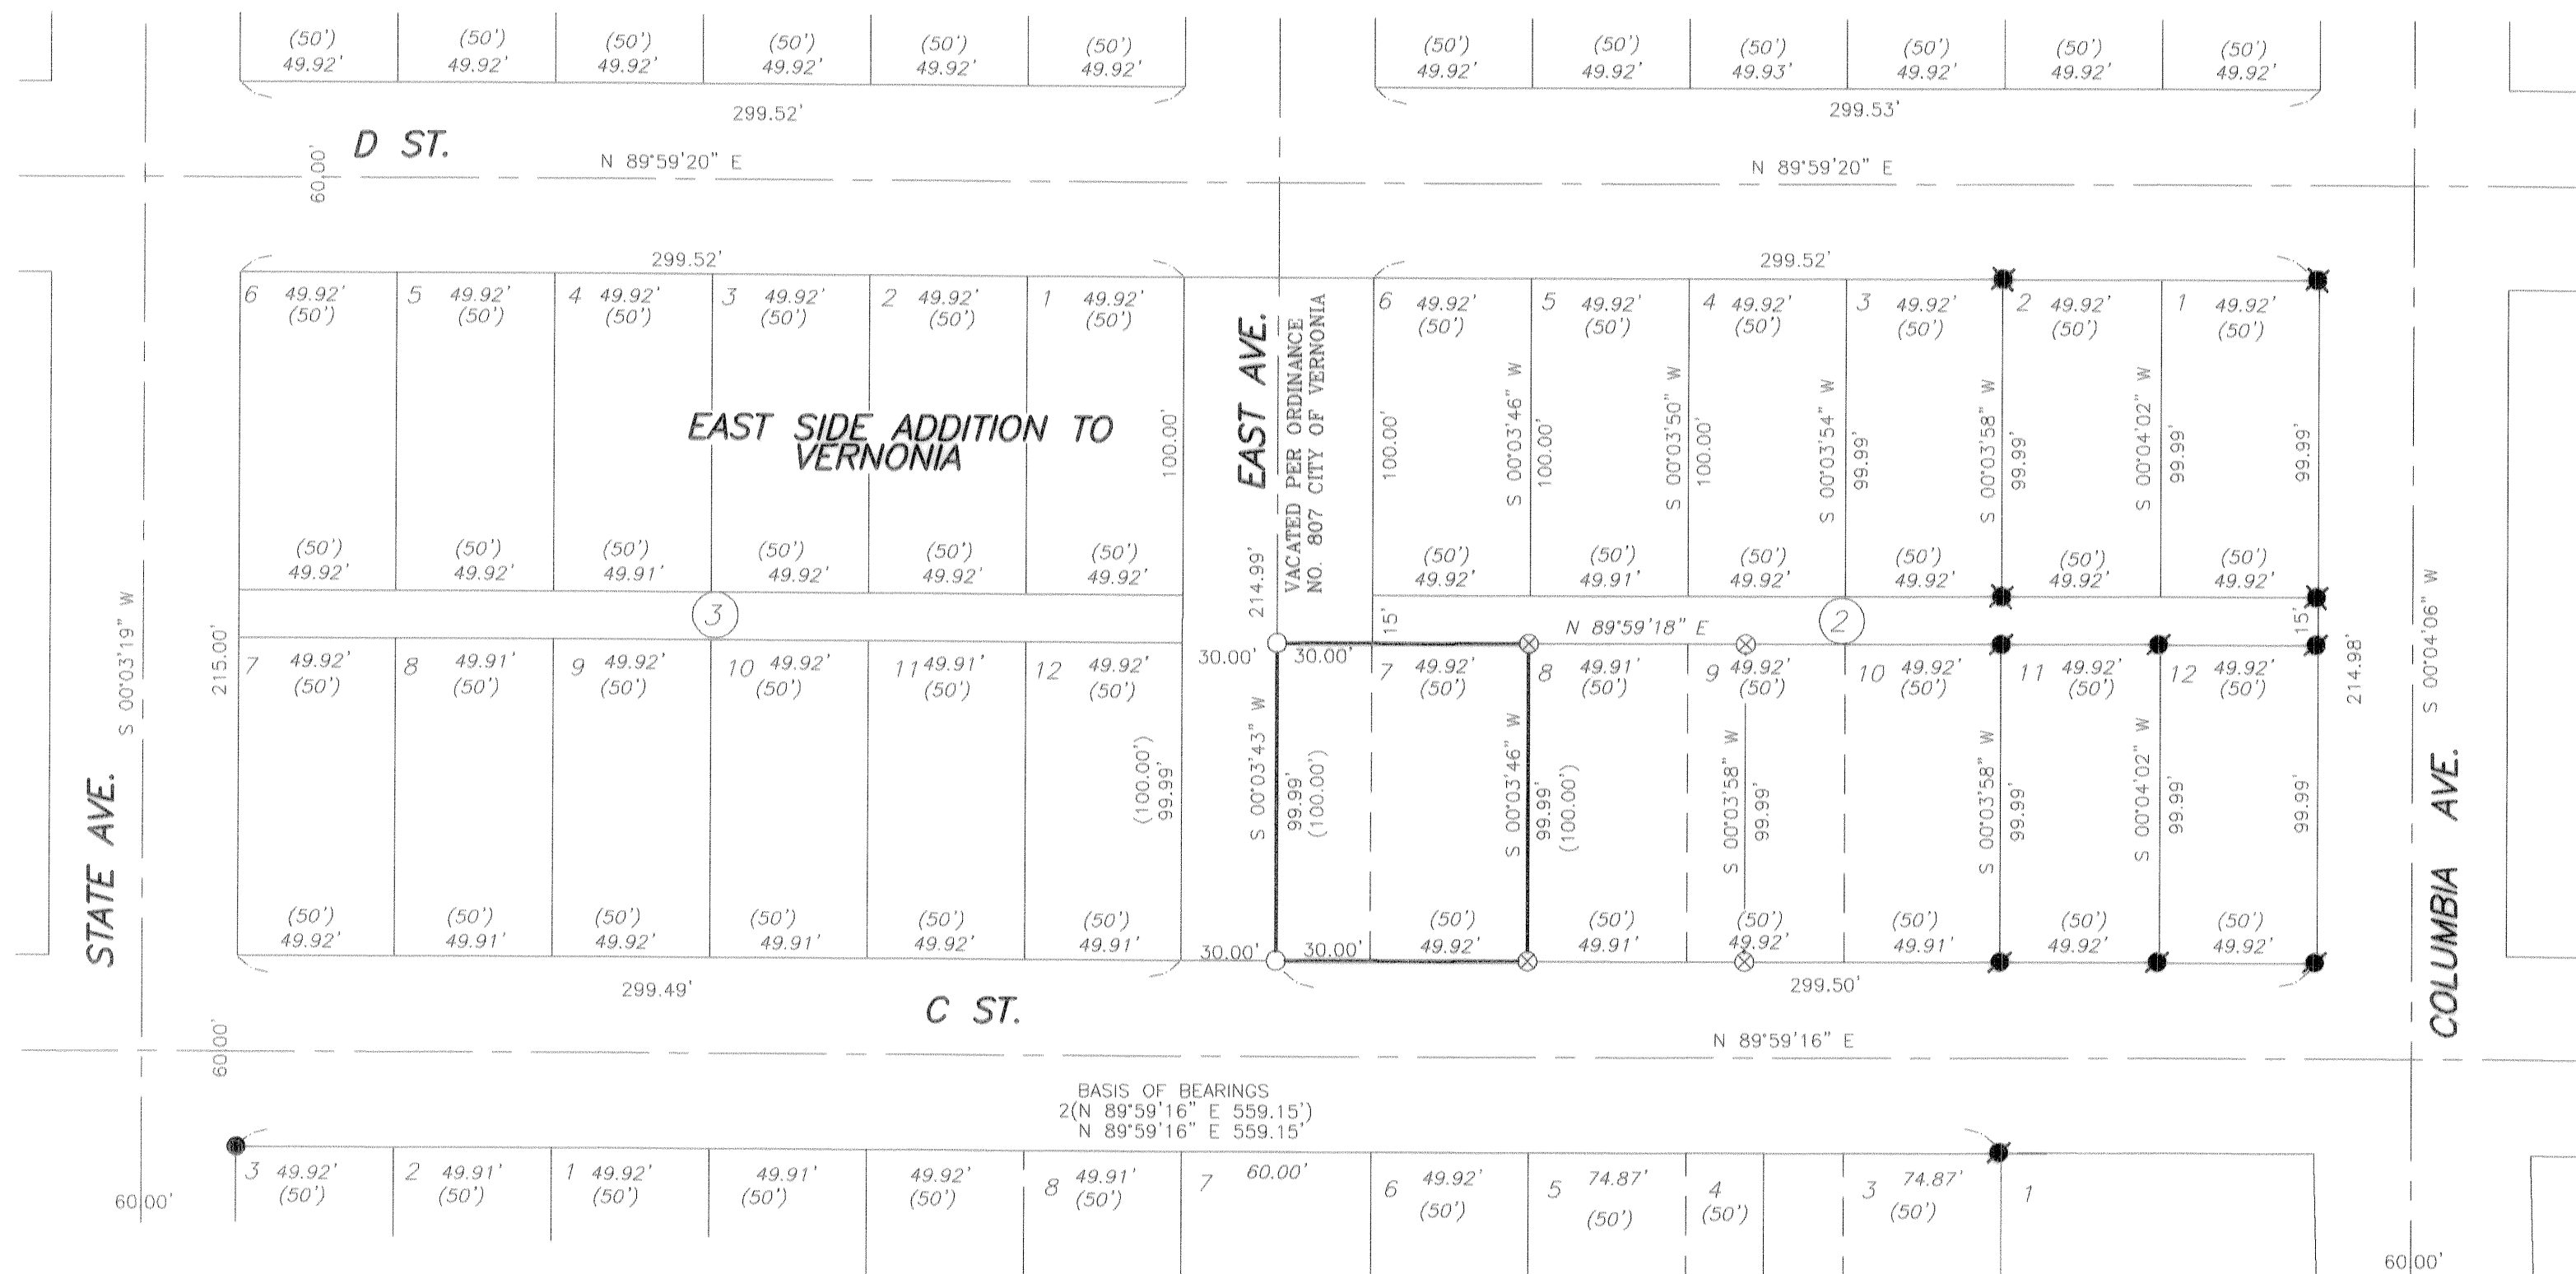 (50') (50') (50') (50') (50') (50') (50') (50') (50') (50') (50') (50')
49.92' 49.92' 49.92' 49.92' 49.92' 49.92' 49.92' 49.92' 49.93' 49.92' 49.92' 49.92'
299.52' 299.53'
D ST.
60.00'
N 89°59'20" E N 89°59'20" E
299.52' 299.52'
6 49.92' 5 49.92' 4 49.92' 3 49.92' 2 49.92' 1 49.92'
(50') (50') (50') (50') (50') (50')
6 49.92' 5 49.92' 4 49.92' 3 49.92' 2 49.92' 1 49.92'
(50') (50') (50') (50') (50') (50')
EAST SIDE ADDITION TO
VERNONIA
100.00'
EAST AVE.
VACATED PER ORDINANCE
NO. 807 CITY OF VERNONIA
214.99'
100.00'
S 00°03'46" W
100.00'
S 00°03'50" W
100.00'
S 00°03'54" W
99.99'
S 00°03'58" W
99.99'
S 00°04'02" W
99.99'
99.99'
(50') (50') (50') (50') (50') (50')
49.92' 49.92' 49.91' 49.92' 49.92' 49.92'
(50') (50') (50') (50') (50') (50')
49.92' 49.91' 49.92' 49.92' 49.92' 49.92'
3
15'
N 89°59'18" E
2
15'
S 00°03'19" W
215.00'
S 00°04'06" W
214.98'
30.00' 30.00'
7 49.92' 8 49.91' 9 49.92' 10 49.92' 11 49.91' 12 49.92'
(50') (50') (50') (50') (50') (50')
7 49.92' 8 49.91' 9 49.92' 10 49.92' 11 49.92' 12 49.92'
(50') (50') (50') (50') (50') (50')
STATE AVE.
(100.00')
99.99'
S 00°03'43" W
99.99'
(100.00')
S 00°03'46" W
99.99'
(100.00')
S 00°03'58" W
99.99'
S 00°03'58" W
99.99'
S 00°04'02" W
99.99'
99.99'
COLUMBIA AVE.
(50') (50') (50') (50') (50') (50')
49.92' 49.91' 49.92' 49.91' 49.92' 49.91'
30.00' 30.00'
(50') (50') (50') (50') (50') (50')
49.92' 49.91' 49.92' 49.91' 49.92' 49.92'
299.49' 299.50'
C ST.
60.00'
N 89°59'16" E
BASIS OF BEARINGS
2(N 89°59'16" E 559.15')
N 89°59'16" E 559.15'
3 49.92' 2 49.91' 1 49.92' 49.91' 49.92' 8 49.91' 7 60.00' 6 49.92' 5 74.87' 4 3 74.87' 1
(50') (50') (50') (50') (50') (50') (50') (50') (50') (50')
60.00' 60.00'